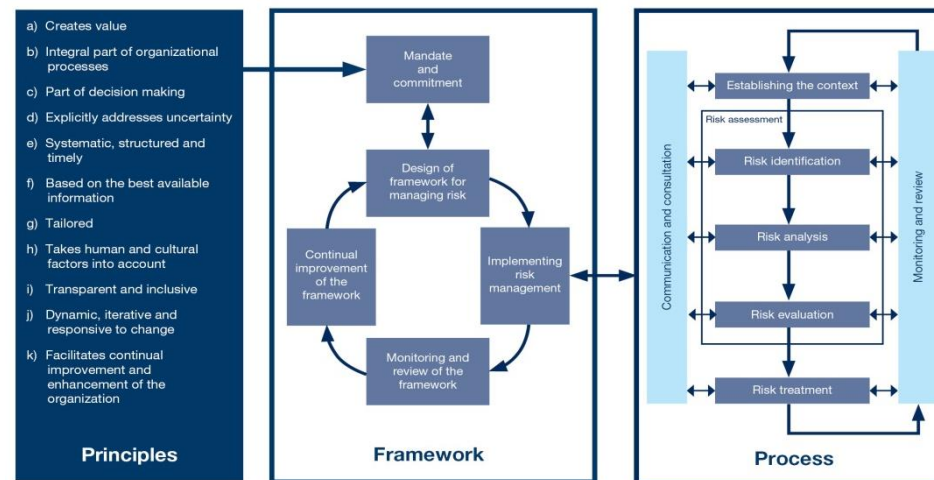 a) Creates value
b) Integral part of organizational
processes
c) Part of decision making
d) Explicitly addresses uncertainty
e) Systematic, structured and
timely
f) Based on the best available
information
g) Tailored
h) Takes human and cultural
factors into account
i) Transparent and inclusive
j) Dynamic, iterative and
responsive to change
k) Facilitates continual
improvement and
enhancement of the
organization
Principles
Mandate
and
commitment
Design of
framework for
managing risk
Continual
improvement
of the
framework
Implementing
risk
management
Monitoring and
review of the
framework
Framework
Communication and consultation
Establishing the context
Risk assessment
Risk identification
Risk analysis
Risk evaluation
Risk treatment
Monitoring and review
Process